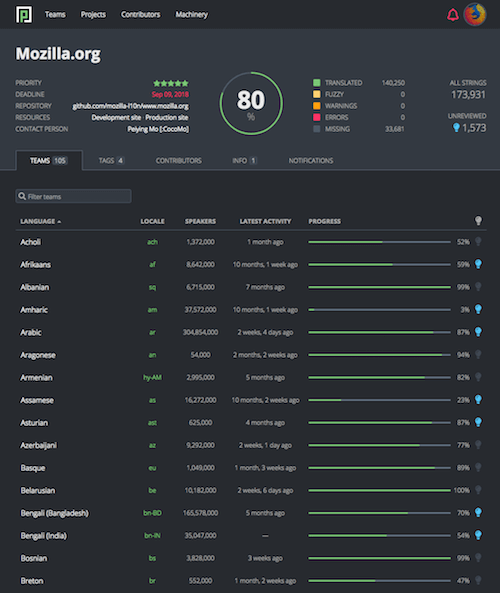 Teams Projects Contributors Machinery
Mozilla.org
PRIORITY
DEADLINE Sep 09, 2018
REPOSITORY github.com/mozilla-l10n/www.mozilla.org
RESOURCES Development site · Production site
CONTACT PERSON Peiying Mo [:CocoMo]
80
%
TRANSLATED 140,250
FUZZY 0
WARNINGS 0
ERRORS 0
MISSING 33,681
ALL STRINGS
173,931
UNREVIEWED
1,573
TEAMS 105 TAGS 4 CONTRIBUTORS INFO 1 NOTIFICATIONS
Filter teams
LANGUAGE LOCALE SPEAKERS LATEST ACTIVITY PROGRESS
Acholi ach 1,372,000 1 month ago 52%
Afrikaans af 8,642,000 10 months, 1 week ago 59%
Albanian sq 6,715,000 7 months ago 99%
Amharic am 37,572,000 10 months, 1 week ago 3%
Arabic ar 304,854,000 2 weeks, 4 days ago 87%
Aragonese an 54,000 2 months, 2 weeks ago 94%
Armenian hy-AM 2,995,000 5 months ago 82%
Assamese as 16,272,000 10 months, 2 weeks ago 23%
Asturian ast 625,000 4 months ago 87%
Azerbaijani az 9,292,000 2 weeks, 1 day ago 77%
Basque eu 1,049,000 1 month, 3 weeks ago 89%
Belarusian be 10,182,000 2 weeks, 6 days ago 100%
Bengali (Bangladesh) bn-BD 165,578,000 5 months ago 70%
Bengali (India) bn-IN 35,047,000 — 54%
Bosnian bs 3,828,000 3 weeks ago 99%
Breton br 552,000 1 month, 2 weeks ago 47%